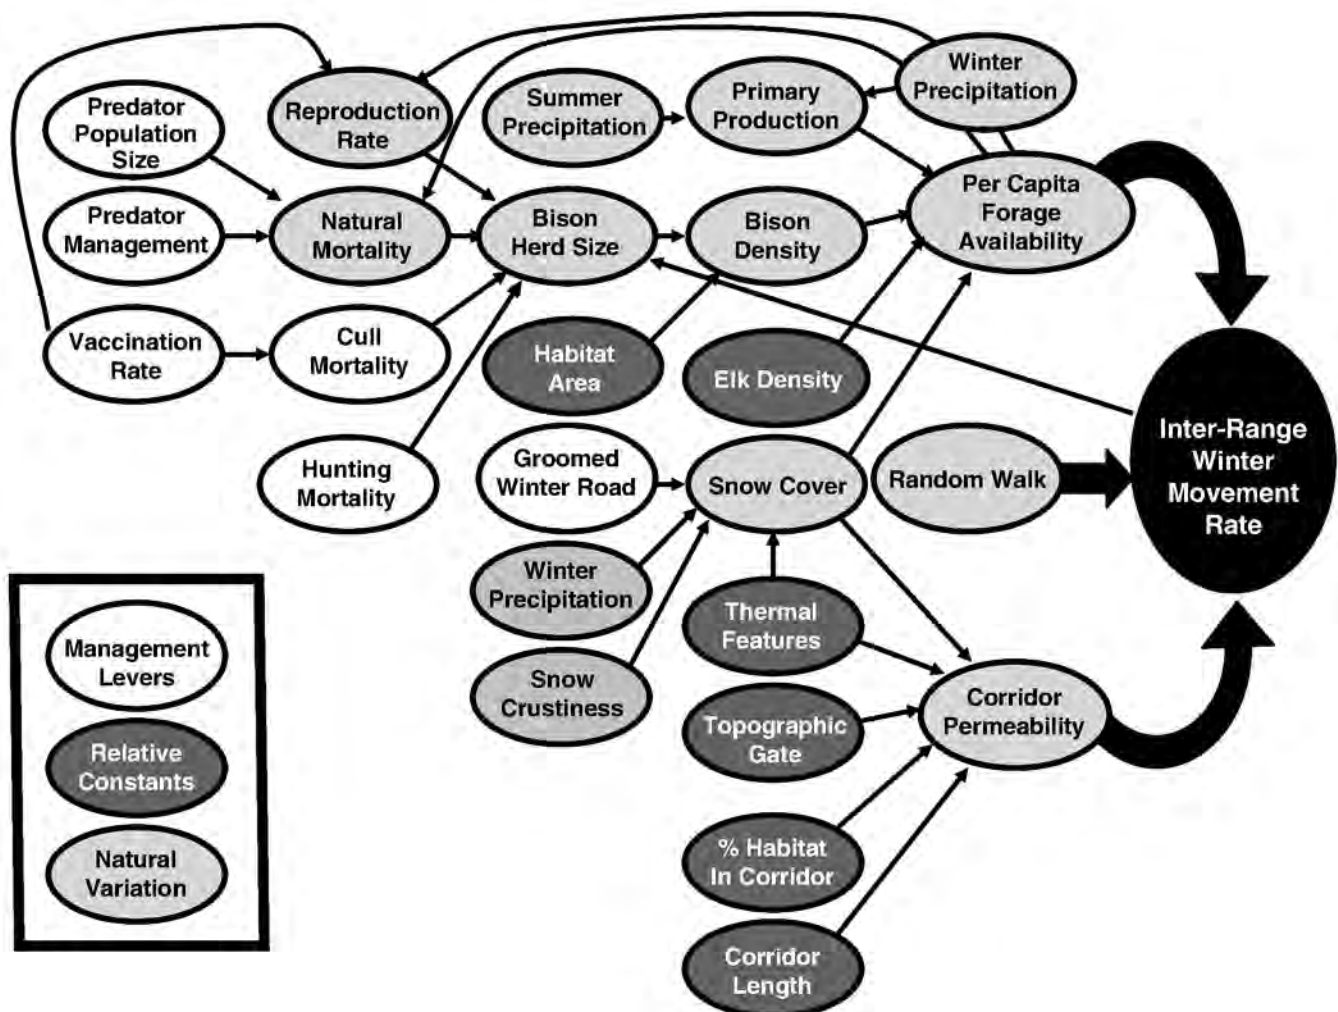 Predator
Population
Size
Reproduction
Rate
Summer
Precipitation
Primary
Production
Winter
Precipitation
Predator
Management
Natural
Mortality
Bison
Herd Size
Bison
Density
Per Capita
Forage
Availability
Vaccination
Rate
Cull
Mortality
Habitat
Area
Elk Density
Hunting
Mortality
Groomed
Winter Road
Snow Cover
Random Walk
Inter-Range
Winter
Movement
Rate
Winter
Precipitation
Thermal
Features
Snow
Crustiness
Topographic
Gate
Corridor
Permeability
% Habitat
In Corridor
Corridor
Length
Management
Levers
Relative
Constants
Natural
Variation